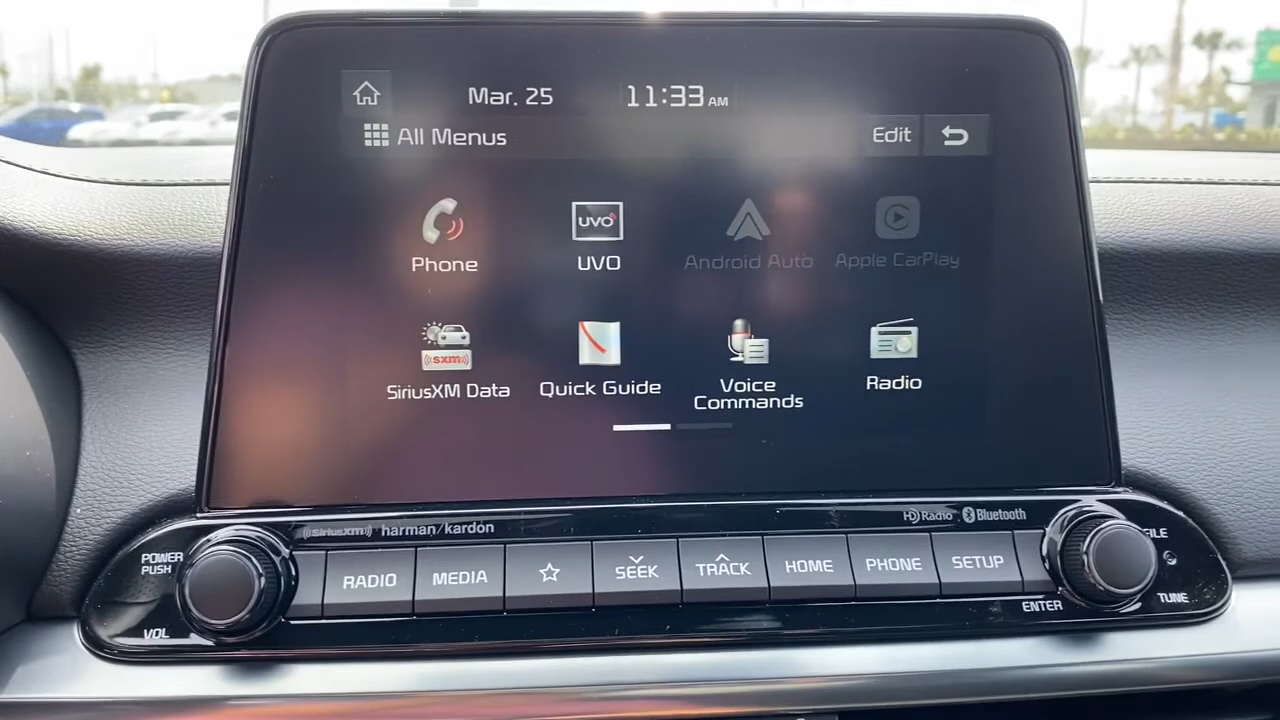 Mar. 25 11:33 AM
All Menus Edit
UVO
Phone UVO Android Auto Apple CarPlay
sxm
SiriusXM Data Quick Guide Voice Commands Radio
((SiriusXM)) harman/kardon HD Radio Bluetooth
POWER
PUSH
VOL
RADIO MEDIA SEEK TRACK HOME PHONE SETUP
ENTER
TUNE